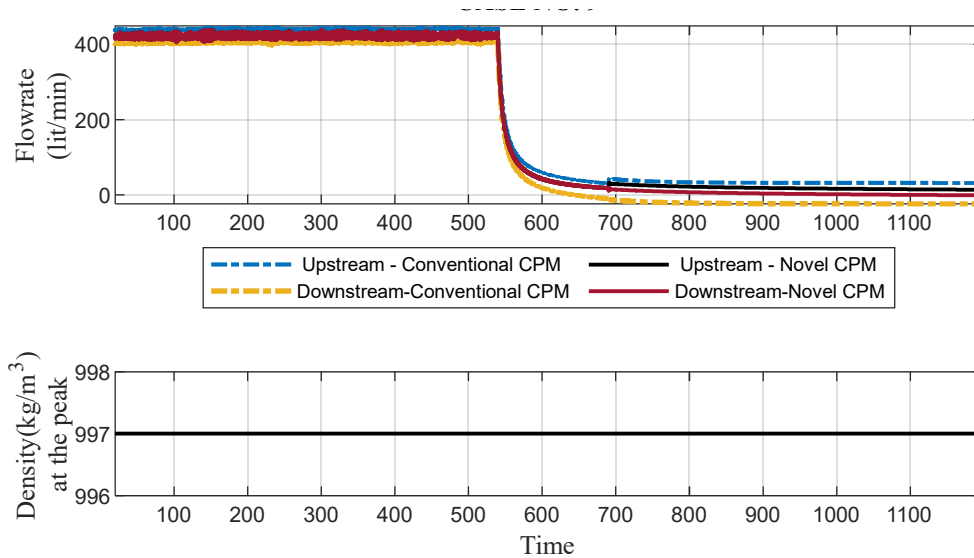 400
200
0
Flowrate
(lit/min)
100 200 300 400 500 600 700 800 900 1000 1100
Upstream - Conventional CPM
Upstream - Novel CPM
Downstream-Conventional CPM
Downstream-Novel CPM
998
997
996
Density(kg/m³)
at the peak
100 200 300 400 500 600 700 800 900 1000 1100
Time